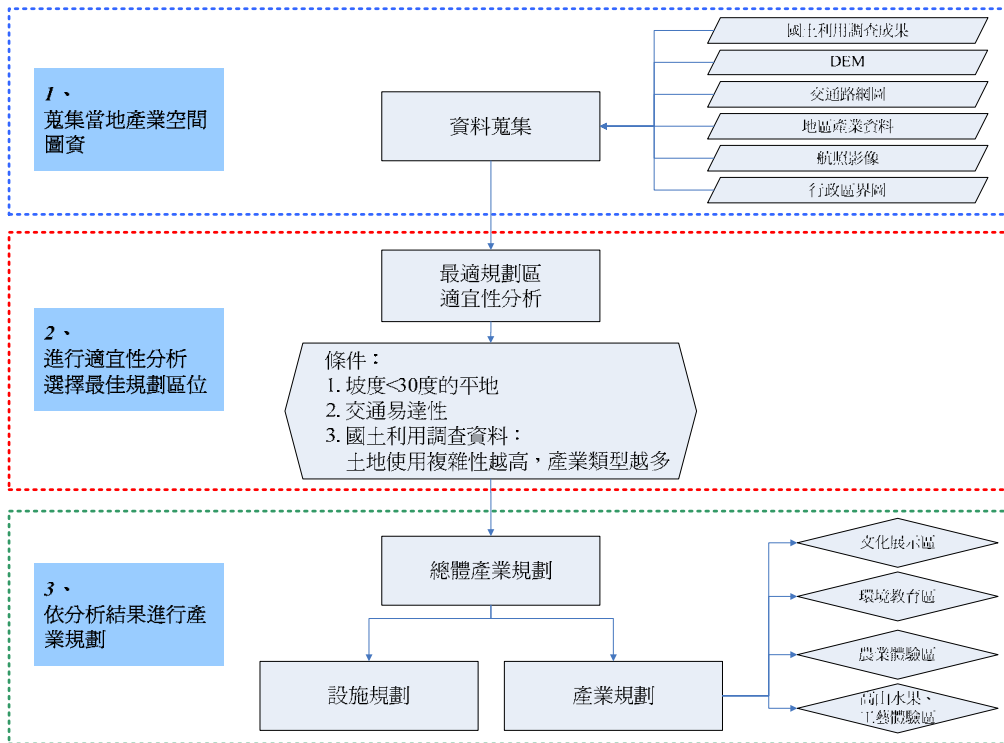 1、
蒐集當地產業空間
圖資
資料蒐集
國土利用調查成果
DEM
交通路網圖
地區產業資料
航照影像
行政區界圖
2、
進行適宜性分析
選擇最佳規劃區位
最適規劃區
適宜性分析
條件：
1. 坡度<30度的平地
2. 交通易達性
3. 國土利用調查資料：
土地使用複雜性越高，產業類型越多
3、
依分析結果進行產
業規劃
總體產業規劃
設施規劃
產業規劃
文化展示區
環境教育區
農業體驗區
高山水果、
工藝體驗區